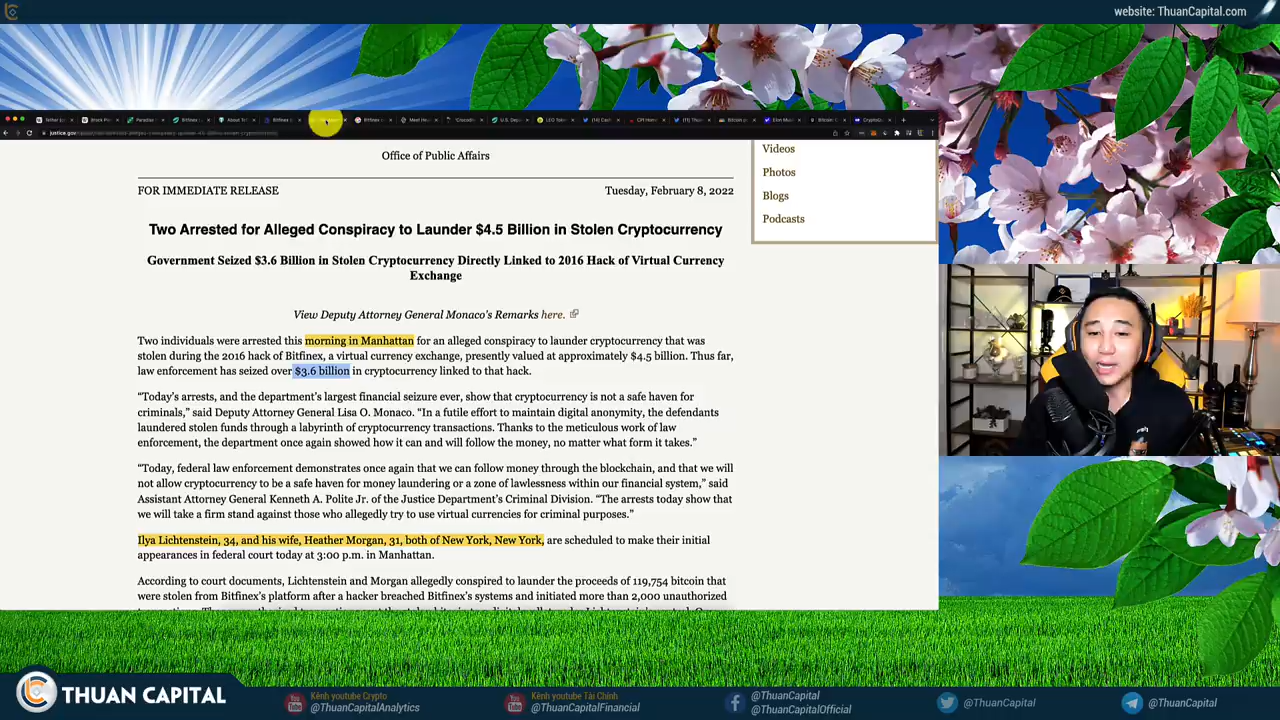 website: ThuanCapital.com
justice.gov
Office of Public Affairs
FOR IMMEDIATE RELEASE
Tuesday, February 8, 2022
Two Arrested for Alleged Conspiracy to Launder $4.5 Billion in Stolen Cryptocurrency
Government Seized $3.6 Billion in Stolen Cryptocurrency Directly Linked to 2016 Hack of Virtual Currency
Exchange
View Deputy Attorney General Monaco's Remarks here.
Two individuals were arrested this morning in Manhattan for an alleged conspiracy to launder cryptocurrency that was
stolen during the 2016 hack of Bitfinex, a virtual currency exchange, presently valued at approximately $4.5 billion. Thus far,
law enforcement has seized over $3.6 billion in cryptocurrency linked to that hack.
“Today’s arrests, and the department’s largest financial seizure ever, show that cryptocurrency is not a safe haven for
criminals,” said Deputy Attorney General Lisa O. Monaco. “In a futile effort to maintain digital anonymity, the defendants
laundered stolen funds through a labyrinth of cryptocurrency transactions. Thanks to the meticulous work of law
enforcement, the department once again showed how it can and will follow the money, no matter what form it takes.”
“Today, federal law enforcement demonstrates once again that we can follow money through the blockchain, and that we will
not allow cryptocurrency to be a safe haven for money laundering or a zone of lawlessness within our financial system,” said
Assistant Attorney General Kenneth A. Polite Jr. of the Justice Department’s Criminal Division. “The arrests today show that
we will take a firm stand against those who allegedly try to use virtual currencies for criminal purposes.”
Ilya Lichtenstein, 34, and his wife, Heather Morgan, 31, both of New York, New York, are scheduled to make their initial
appearances in federal court today at 3:00 p.m. in Manhattan.
According to court documents, Lichtenstein and Morgan allegedly conspired to launder the proceeds of 119,754 bitcoin that
were stolen from Bitfinex’s platform after a hacker breached Bitfinex’s systems and initiated more than 2,000 unauthorized
Videos
Photos
Blogs
Podcasts
THUAN CAPITAL
Kênh youtube Crypto
@ThuanCapitalAnalytics
Kênh youtube Tài Chính
@ThuanCapitalFinancial
@ThuanCapital
@ThuanCapitalOfficial
@ThuanCapital
@ThuanCapital